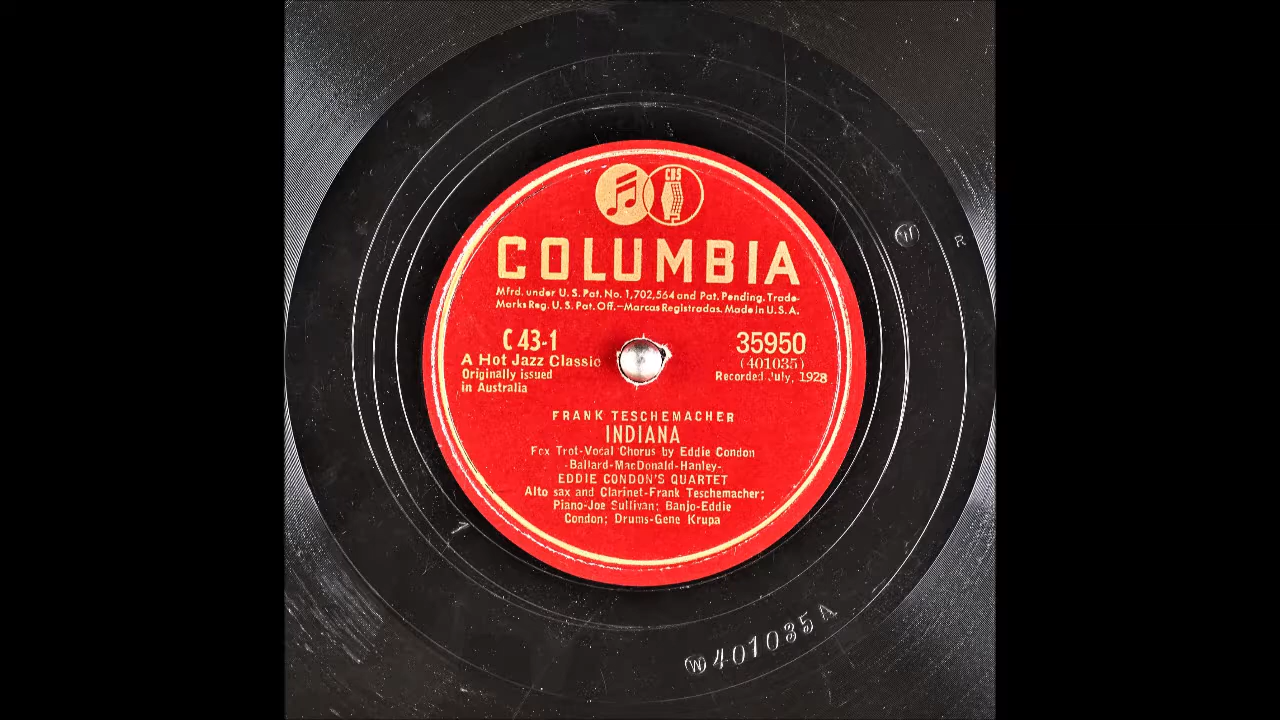 CBS
COLUMBIA
Mfrd. under U. S. Pat. No. 1,702,564 and Pat. Pending. Trade-
Marks Reg. U. S. Pat. Off.—Marcas Registradas. Made in U. S. A.
C 43-1
A Hot Jazz Classic
Originally issued
in Australia
35950
(401035)
Recorded July, 1928
FRANK TESCHEMACHER
INDIANA
Fox Trot-Vocal Chorus by Eddie Condon
-Ballard-MacDonald-Hanley-
EDDIE CONDON'S QUARTET
Alto sax and Clarinet-Frank Teschemacher;
Piano-Joe Sullivan; Banjo-Eddie
Condon; Drums-Gene Krupa
R
1
W 401035A